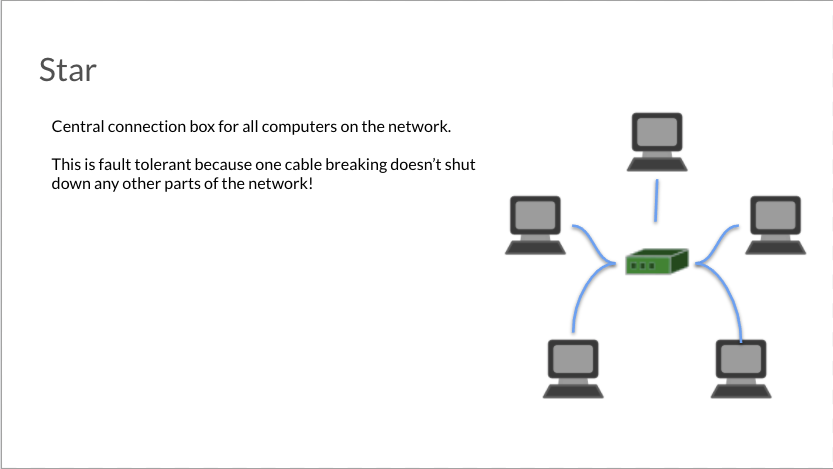 Star
Central connection box for all computers on the network.
This is fault tolerant because one cable breaking doesn’t shut
down any other parts of the network!